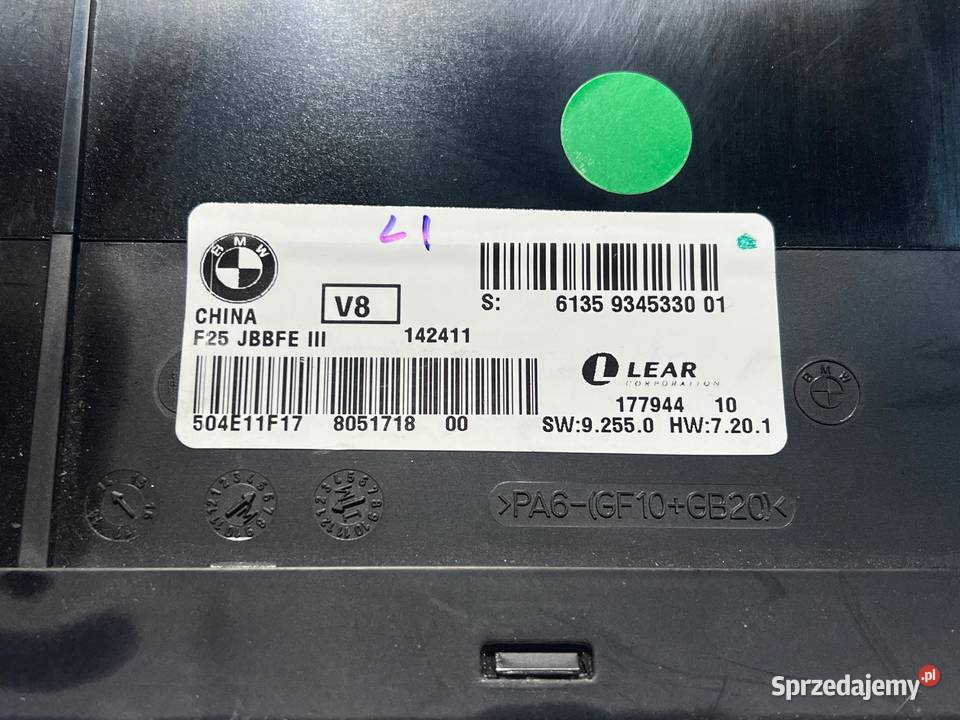 L1
BMW
S: 6135 9345330 01
V8
CHINA
F25 JBBFE III 142411
LEAR
CORPORATION
177944 10
504E11F17 8051718 00
SW:9.255.0 HW:7.20.1
BMW
>PA6-(GF10+GB20)<
Sprzedajemy.pl